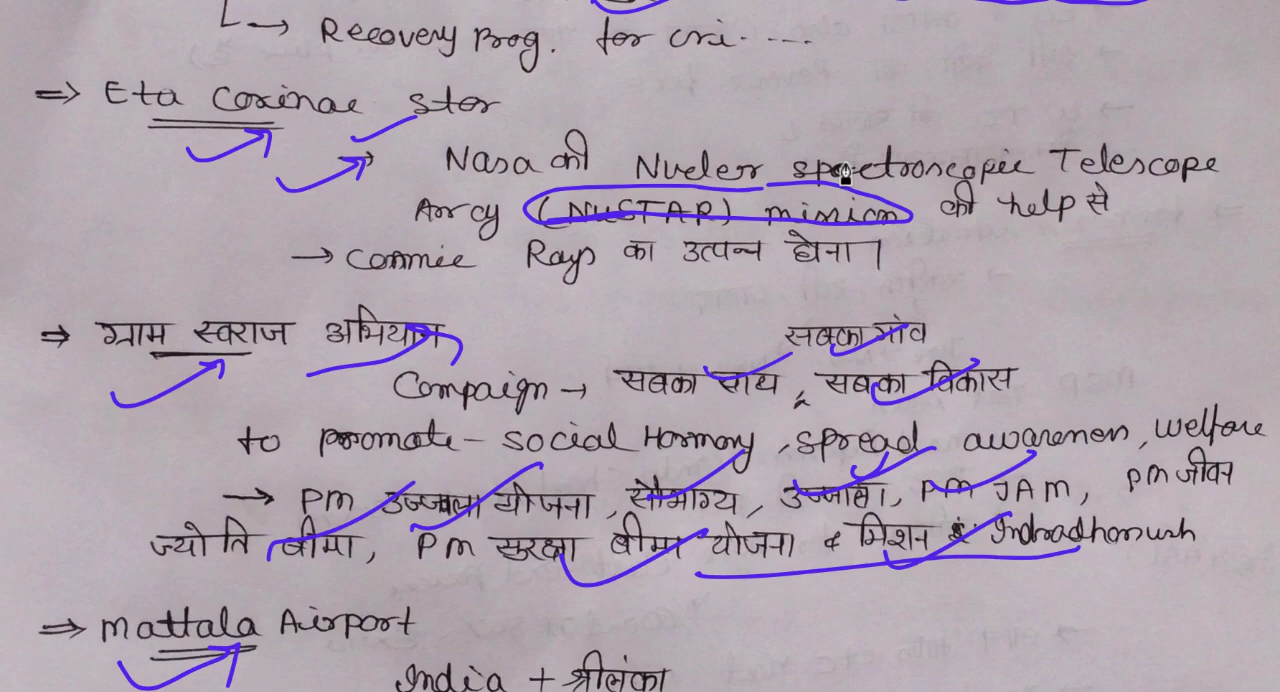 → Recovery Prog. for cri.....
⇒ Eta Carinae Star
→ Nasa की Nucler spectroscopic Telescope
Array (NuSTAR) mission की help से
→ Cosmic Rays का उत्पन्न होना।
⇒ ग्राम स्वराज अभियान
सबका गांव
Campaign → सबका साथ, सबका विकास
to promote - social Harmony, spread awareness, welfare
→ PM उज्जवला योजना, सौभाग्य, उज्जाला, PM JAM, PM जीवन
ज्योति बीमा, PM सुरक्षा बीमा योजना & मिशन Indradhanush
⇒ Mattala Airport
India + श्रीलंका